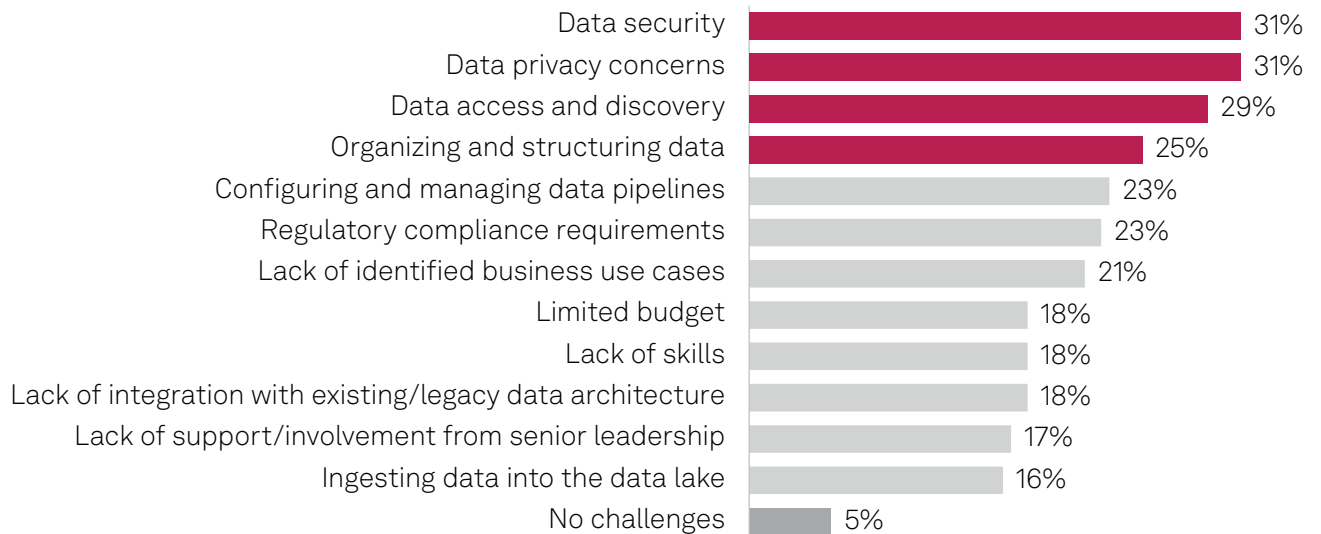 Data security 31%
Data privacy concerns 31%
Data access and discovery 29%
Organizing and structuring data 25%
Configuring and managing data pipelines 23%
Regulatory compliance requirements 23%
Lack of identified business use cases 21%
Limited budget 18%
Lack of skills 18%
Lack of integration with existing/legacy data architecture 18%
Lack of support/involvement from senior leadership 17%
Ingesting data into the data lake 16%
No challenges 5%